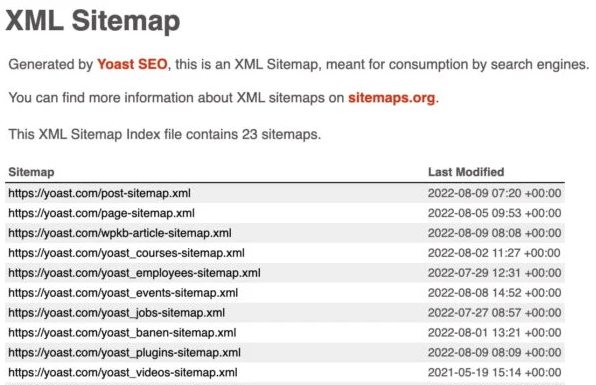 XML Sitemap
Generated by Yoast SEO, this is an XML Sitemap, meant for consumption by search engines.
You can find more information about XML sitemaps on sitemaps.org.
This XML Sitemap Index file contains 23 sitemaps.
Sitemap Last Modified
https://yoast.com/post-sitemap.xml 2022-08-09 07:20 +00:00
https://yoast.com/page-sitemap.xml 2022-08-05 09:53 +00:00
https://yoast.com/wpkb-article-sitemap.xml 2022-08-09 08:08 +00:00
https://yoast.com/yoast_courses-sitemap.xml 2022-08-02 11:27 +00:00
https://yoast.com/yoast_employees-sitemap.xml 2022-07-29 12:31 +00:00
https://yoast.com/yoast_events-sitemap.xml 2022-08-08 14:52 +00:00
https://yoast.com/yoast_jobs-sitemap.xml 2022-07-27 08:57 +00:00
https://yoast.com/yoast_banen-sitemap.xml 2022-08-01 13:21 +00:00
https://yoast.com/yoast_plugins-sitemap.xml 2022-08-09 08:09 +00:00
https://yoast.com/yoast_videos-sitemap.xml 2021-05-19 15:14 +00:00